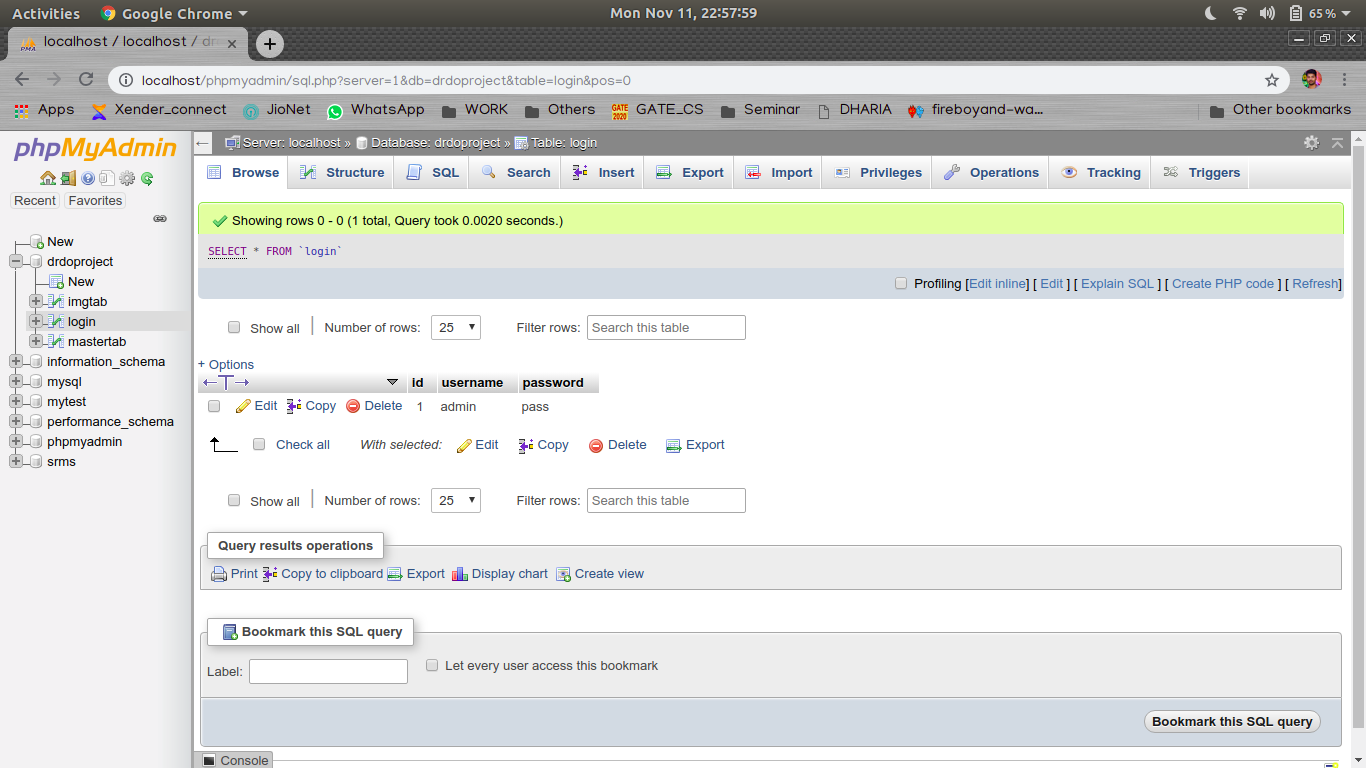 Activities Google Chrome Mon Nov 11, 22:57:59 65 %
localhost / localhost / dr
localhost/phpmyadmin/sql.php?server=1&db=drdoproject&table=login&pos=0
Apps Xender_connect JioNet WhatsApp WORK Others GATE_CS Seminar DHARIA fireboyand-wa... Other bookmarks
phpMyAdmin
Recent Favorites
New
drdoproject
New
imgtab
login
mastertab
information_schema
mysql
mytest
performance_schema
phpmyadmin
srms
Server: localhost » Database: drdoproject » Table: login
Browse Structure SQL Search Insert Export Import Privileges Operations Tracking Triggers
Showing rows 0 - 0 (1 total, Query took 0.0020 seconds.)
SELECT * FROM `login`
Profiling [Edit inline] [ Edit ] [ Explain SQL ] [ Create PHP code ] [ Refresh]
Show all Number of rows: 25 Filter rows: Search this table
+ Options
id username password
Edit Copy Delete 1 admin pass
Check all With selected: Edit Copy Delete Export
Show all Number of rows: 25 Filter rows: Search this table
Query results operations
Print Copy to clipboard Export Display chart Create view
Bookmark this SQL query
Label: Let every user access this bookmark
Bookmark this SQL query
Console